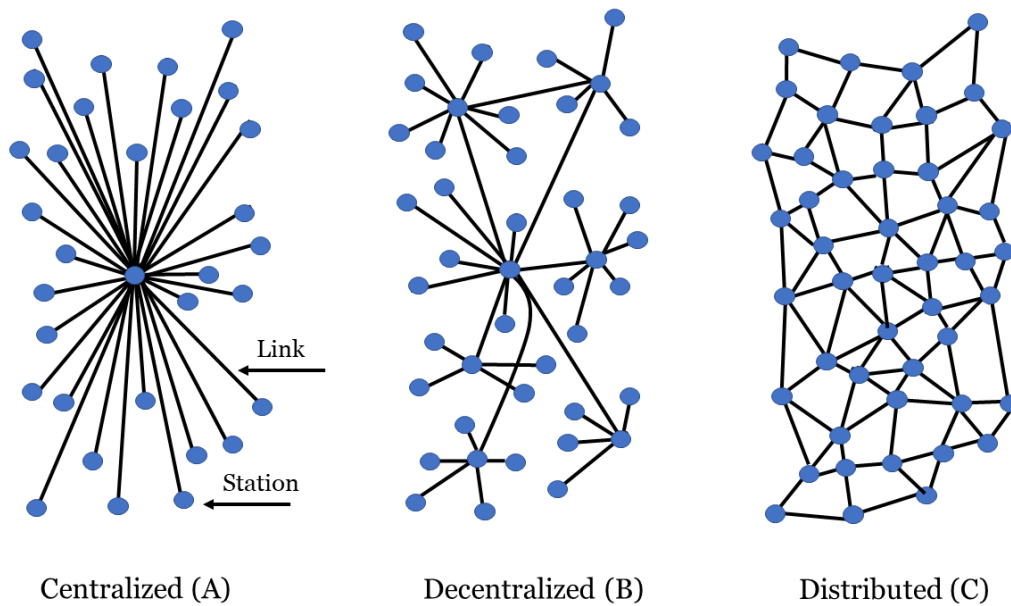 Link
Station
Centralized (A)
Decentralized (B)
Distributed (C)